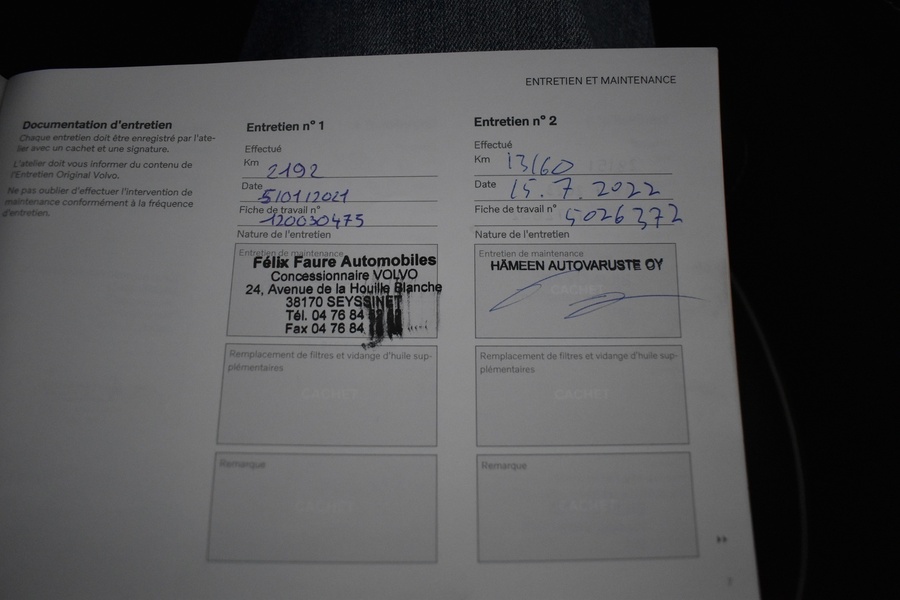 ENTRETIEN ET MAINTENANCE
Documentation d'entretien
Chaque entretien doit être enregistré par l'ate-
lier avec un cachet et une signature.
L'atelier doit vous informer du contenu de
l'Entretien Original Volvo.
Ne pas oublier d'effectuer l'intervention de
maintenance conformément à la fréquence
d'entretien.
Entretien n° 1
Effectué
Km 2192
Date 5/01/2021
Fiche de travail n°
120030475
Nature de l'entretien
Entretien de maintenance
Félix Faure Automobiles
Concessionnaire VOLVO
24, Avenue de la Houille Blanche
38170 SEYSSINET
Tél. 04 76 84
Fax 04 76 84
Remplacement de filtres et vidange d'huile sup-
plémentaires
CACHET
Remarque
CACHET
Entretien n° 2
Effectué
Km 13160
Date 15.7.2022
Fiche de travail n° 5026372
Nature de l'entretien
Entretien de maintenance
HÄMEEN AUTOVARUSTE OY
CACHET
Remplacement de filtres et vidange d'huile sup-
plémentaires
CACHET
Remarque
CACHET